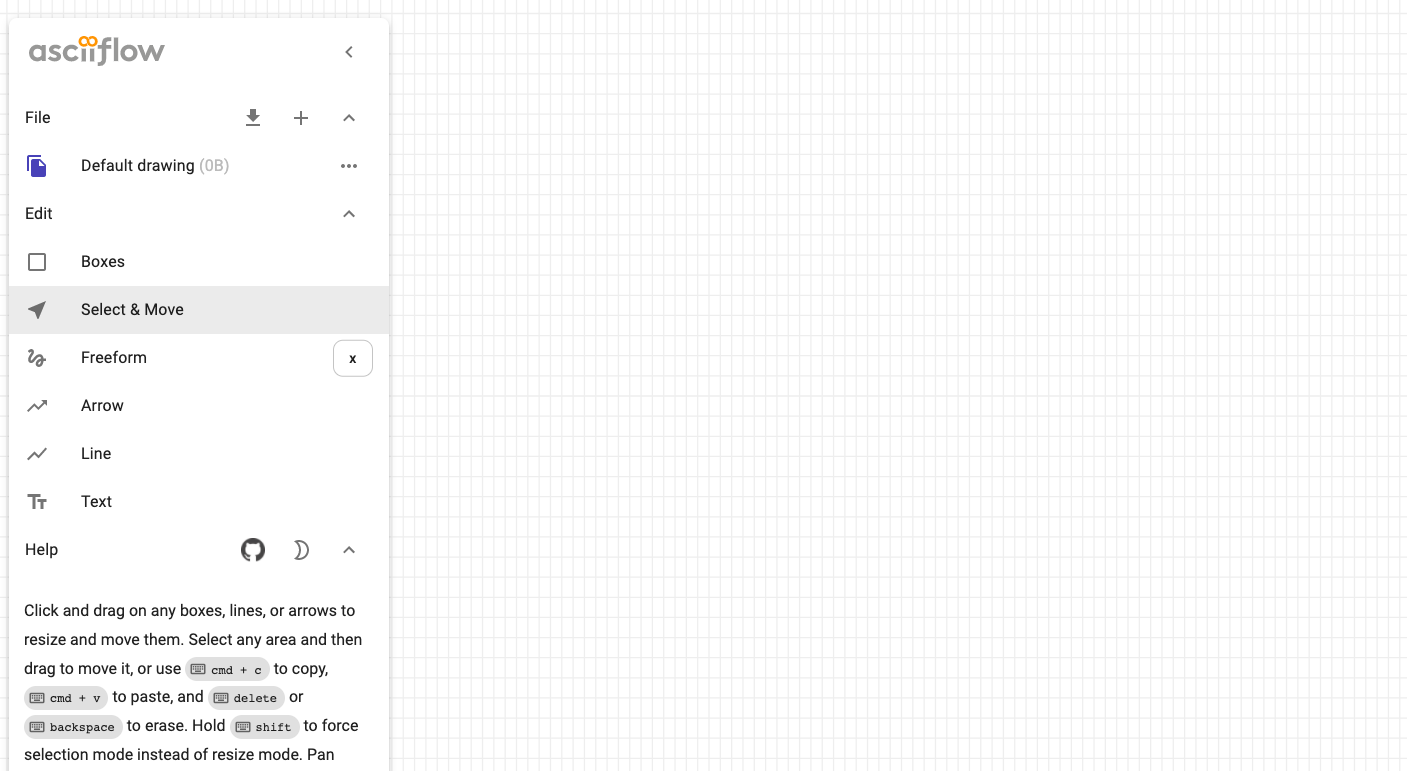 asciiflow
File
Default drawing (0B)
Edit
Boxes
Select & Move
Freeform x
Arrow
Line
Text
Help
Click and drag on any boxes, lines, or arrows to
resize and move them. Select any area and then
drag to move it, or use cmd + c to copy,
cmd + v to paste, and delete or
backspace to erase. Hold shift to force
selection mode instead of resize mode. Pan